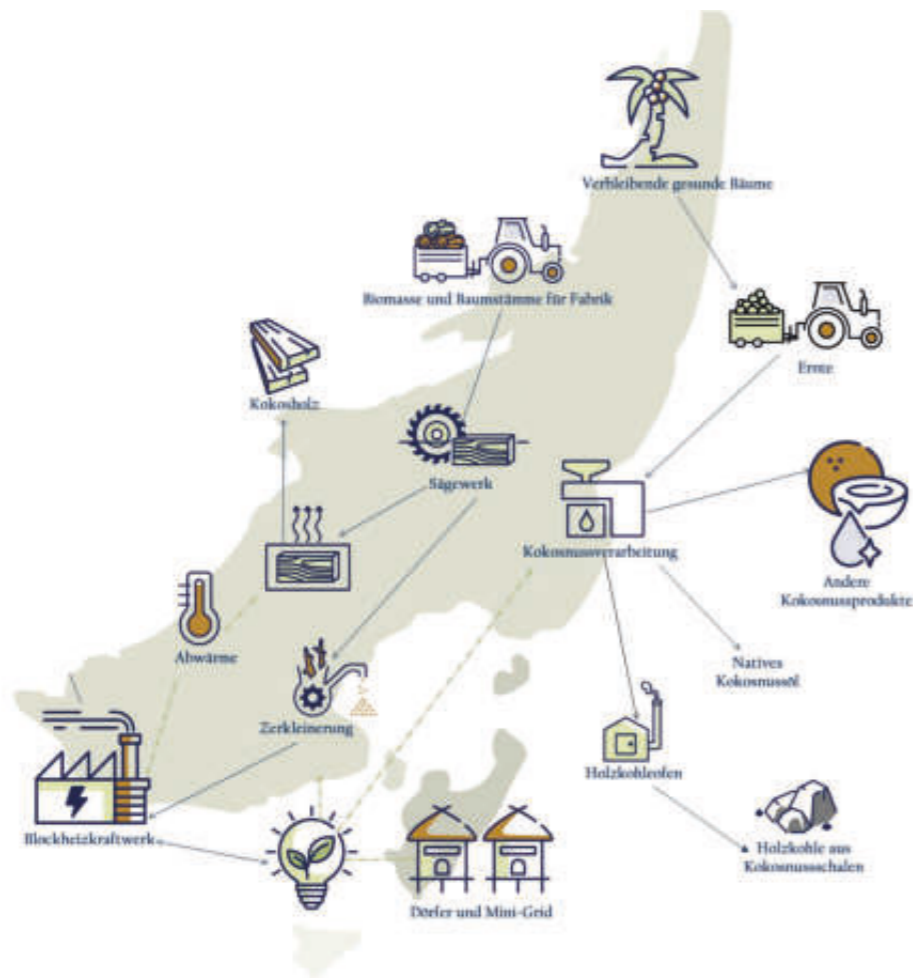 Verbleibende gesunde Bäume
Biomasse und Baumstämme für Fabrik
Ernte
Kokosholz
Sägewerk
Kokosnussverarbeitung
Andere
Kokosnussprodukte
Abwärme
Natives
Kokosnussöl
Zerkleinerung
Holzkohleofen
Blockheizkraftwerk
Holzkohle aus
Kokosnussschalen
Dörfer und Mini-Grid